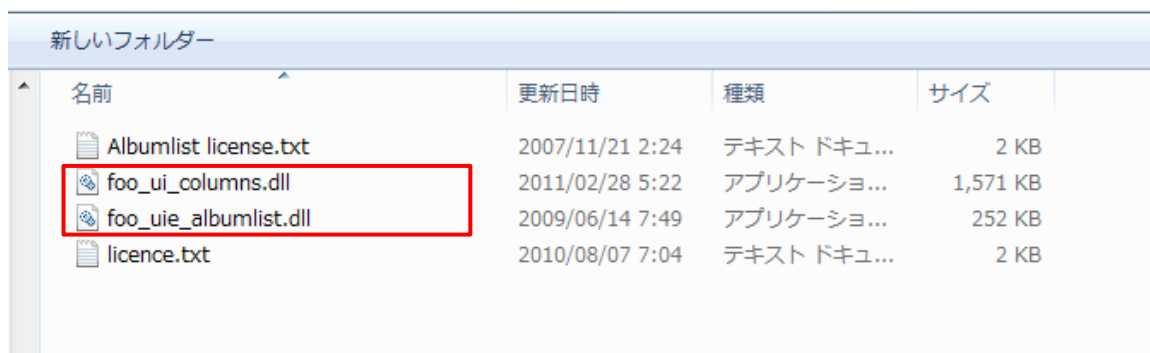 新しいフォルダー
名前 更新日時 種類 サイズ
Albumlist license.txt 2007/11/21 2:24 テキスト ドキュ... 2 KB
foo_ui_columns.dll 2011/02/28 5:22 アプリケーショ... 1,571 KB
foo_uie_albumlist.dll 2009/06/14 7:49 アプリケーショ... 252 KB
licence.txt 2010/08/07 7:04 テキスト ドキュ... 2 KB